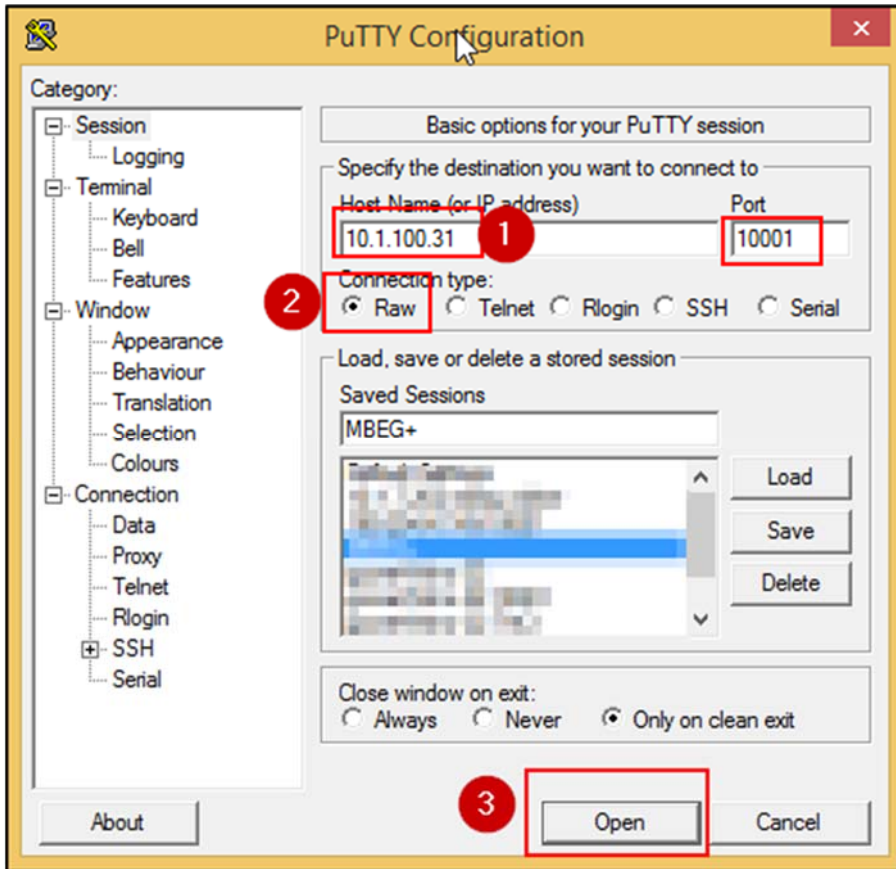 PuTTY Configuration
Category:
Session
Logging
Terminal
Keyboard
Bell
Features
Window
Appearance
Behaviour
Translation
Selection
Colours
Connection
Data
Proxy
Telnet
Rlogin
SSH
Serial
Basic options for your PuTTY session
Specify the destination you want to connect to
Host Name (or IP address) Port
10.1.100.31 1 10001
Connection type:
2 Raw Telnet Rlogin SSH Serial
Load, save or delete a stored session
Saved Sessions
MBEG+
Load
Save
Delete
Close window on exit:
Always Never Only on clean exit
3
About Open Cancel